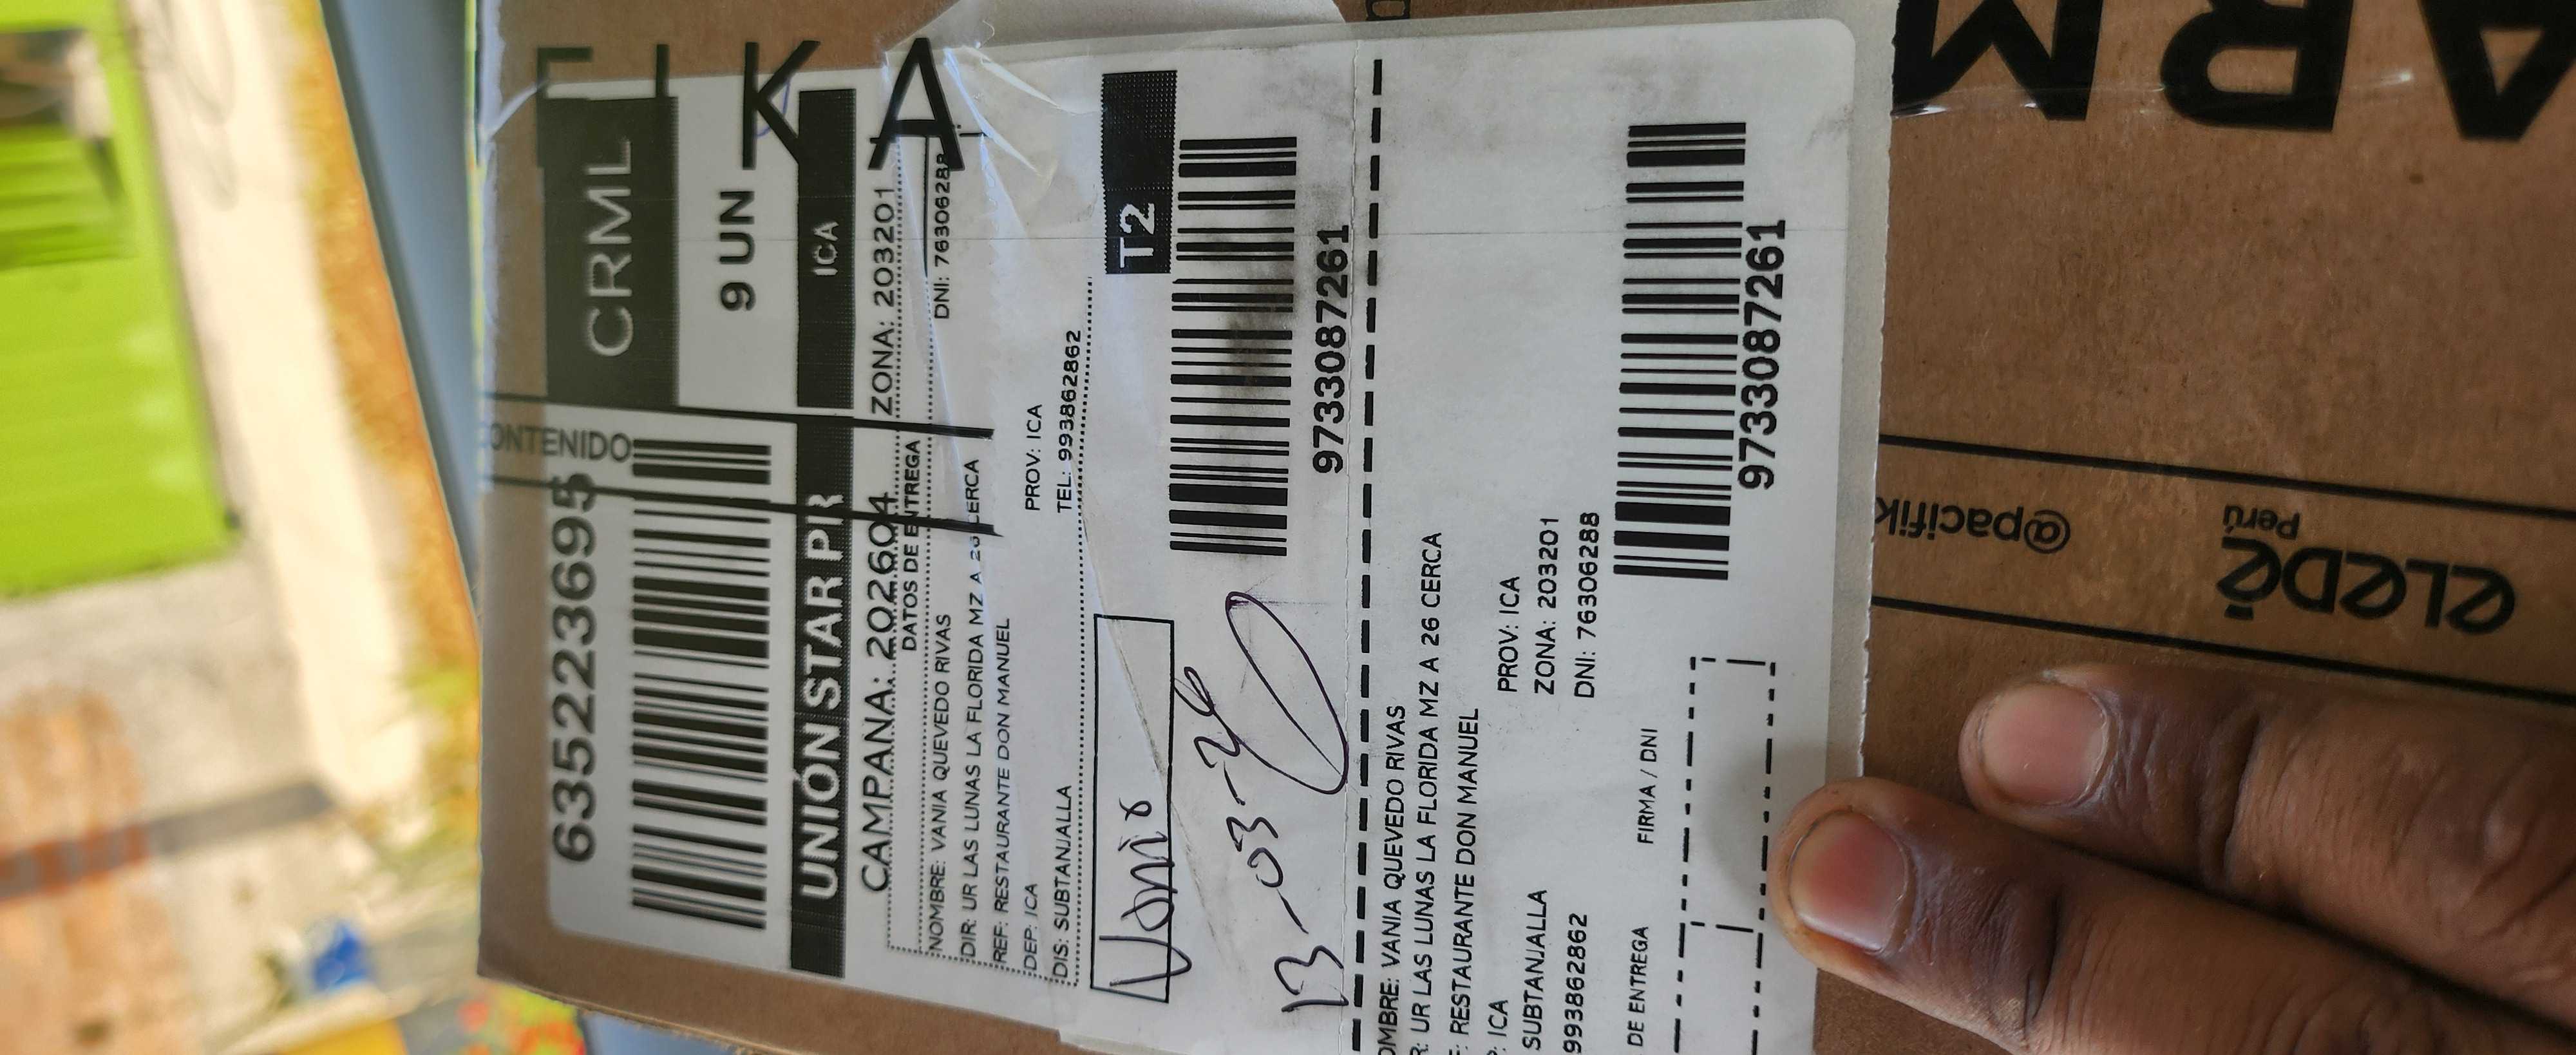 CONTENIDO
6352223695
CRML
9 UN
UNIÓN STAR PR
ICA
CAMPAÑA: 202604
ZONA: 203201
DATOS DE ENTREGA
NOMBRE: VANIA QUEVEDO RIVAS
DNI: 76306288
DIR: UR LAS LUNAS LA FLORIDA MZ A 26 CERCA
REF: RESTAURANTE DON MANUEL
DEP: ICA
PROV: ICA
DIS: SUBTANJALLA
TEL: 993862862
T2
Vania
13-03-26
9733087261
OMBRE: VANIA QUEVEDO RIVAS
R: UR LAS LUNAS LA FLORIDA MZ A 26 CERCA
F: RESTAURANTE DON MANUEL
P: ICA
PROV: ICA
SUBTANJALLA
ZONA: 203201
993862862
DNI: 76306288
DE ENTREGA
FIRMA / DNI
9733087261
KA
ARM
@pacifik
eLeDé
Perú.